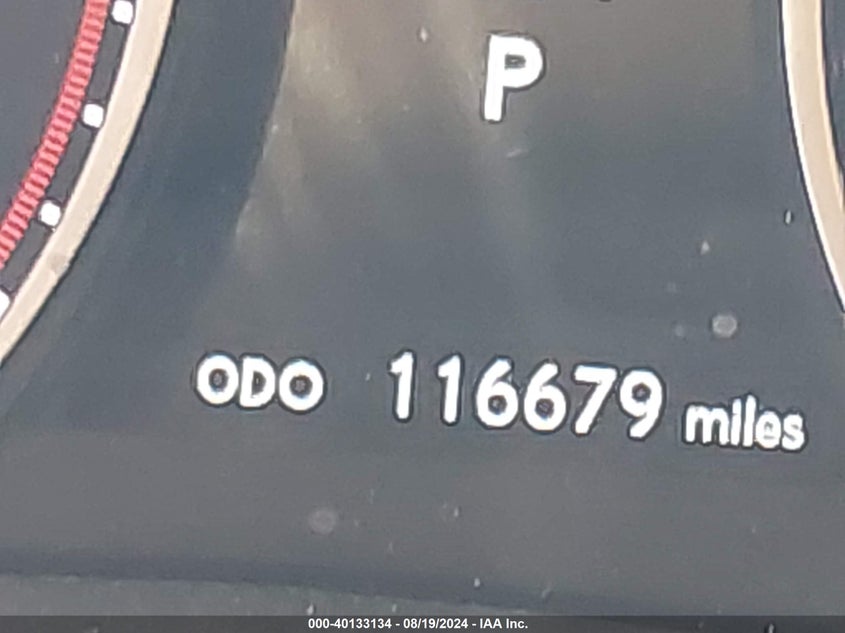 P
ODO 116679 miles
000-40133134 - 08/19/2024 - IAA Inc.